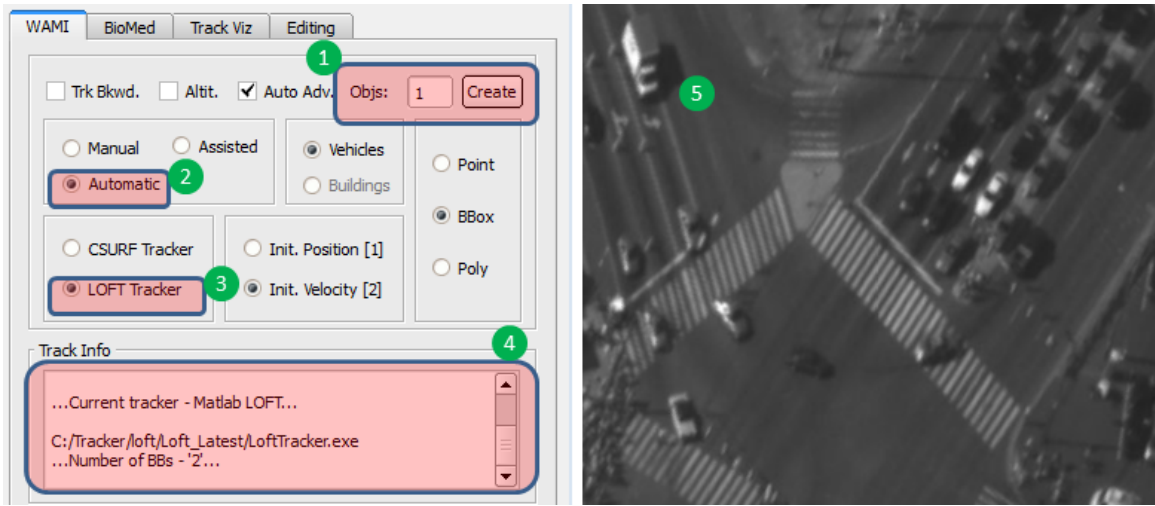 WAMI BioMed Track Viz Editing
1
Trk Bkwd. Altit. Auto Adv. Objs: 1 Create
5
Manual Assisted Vehicles Point
Automatic 2 Buildings
BBox
CSURF Tracker Init. Position [1]
Poly
LOFT Tracker 3 Init. Velocity [2]
4
Track Info
...Current tracker - Matlab LOFT...
C:/Tracker/loft/Loft_Latest/LoftTracker.exe
...Number of BBs - '2'...